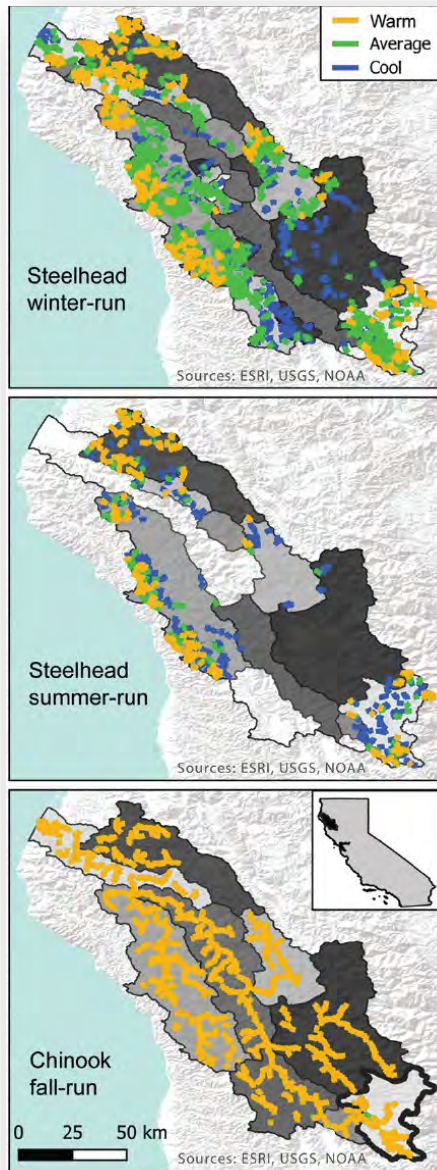 Warm
Average
Cool
Steelhead
winter-run
Sources: ESRI, USGS, NOAA
Steelhead
summer-run
Sources: ESRI, USGS, NOAA
Chinook
fall-run
0 25 50 km
Sources: ESRI, USGS, NOAA